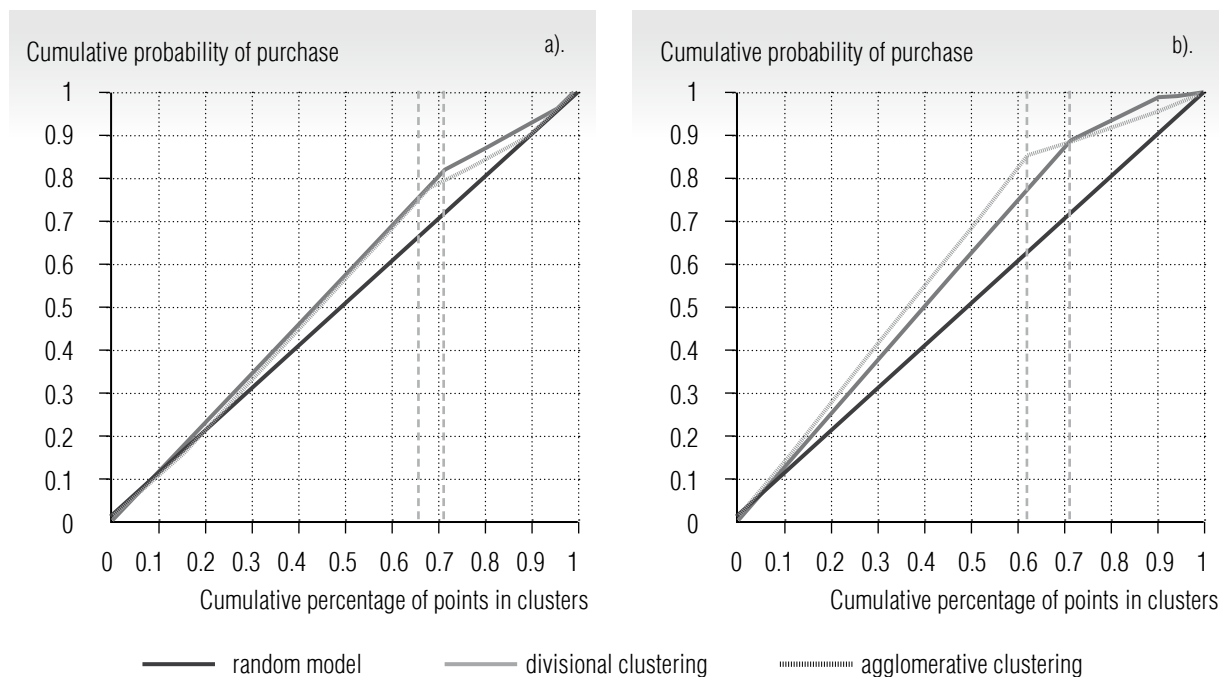 Cumulative probability of purchase
a).
1
0.9
0.8
0.7
0.6
0.5
0.4
0.3
0.2
0.1
0
0 0.1 0.2 0.3 0.4 0.5 0.6 0.7 0.8 0.9 1
Cumulative percentage of points in clusters
Cumulative probability of purchase
b).
1
0.9
0.8
0.7
0.6
0.5
0.4
0.3
0.2
0.1
0
0 0.1 0.2 0.3 0.4 0.5 0.6 0.7 0.8 0.9 1
Cumulative percentage of points in clusters
random model divisional clustering agglomerative clustering